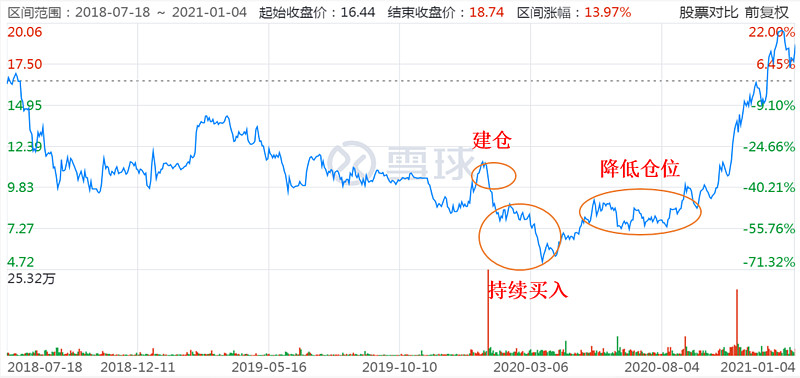 区间范围：2018-07-18 ~ 2021-01-04 起始收盘价：16.44 结束收盘价：18.74 区间涨幅：13.97% 股票对比 前复权
20.06 22.00%
17.50 6.45%
14.95 -9.10%
12.39 -24.66%
9.83 -40.21%
7.27 -55.76%
4.72 -71.32%
雪球
建仓
降低仓位
持续买入
25.32万
2018-07-18 2018-12-11 2019-05-16 2019-10-10 2020-03-06 2020-08-04 2021-01-04